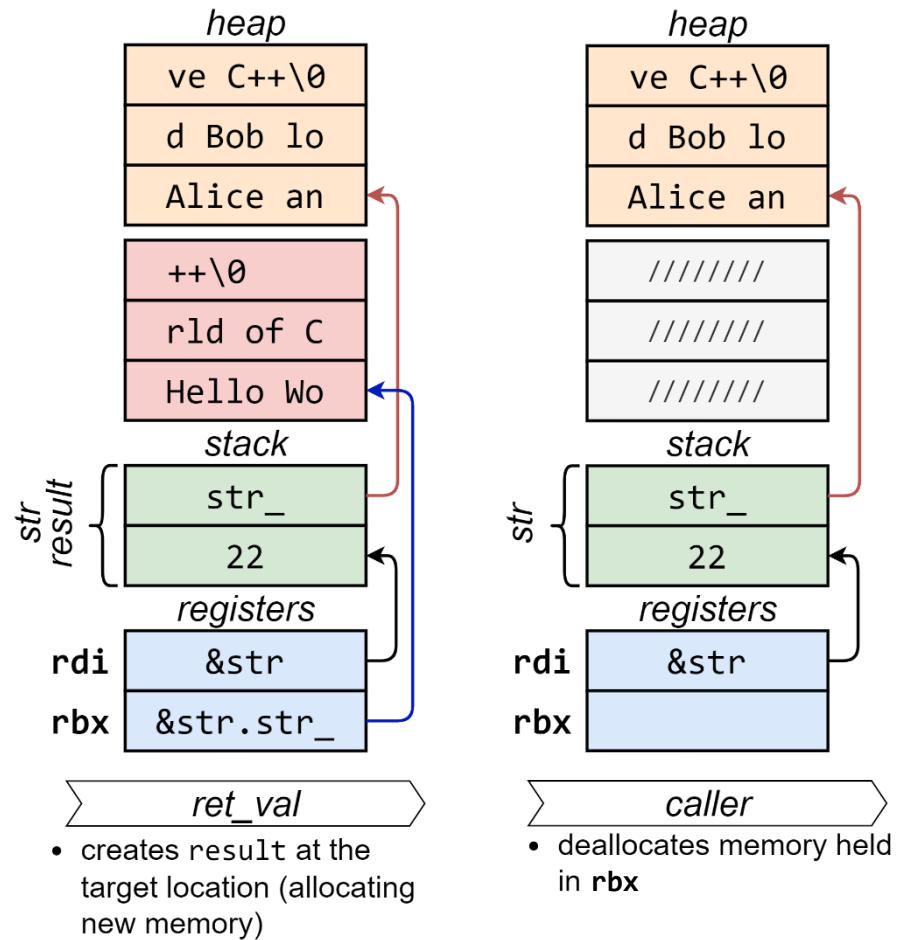 heap
ve C++\0
d Bob lo
Alice an
++\0
rld of C
Hello Wo
stack
str
result
str_
22
registers
rdi
&str
rbx
&str.str_
ret_val
• creates result at the
target location (allocating
new memory)
heap
ve C++\0
d Bob lo
Alice an
////////
////////
////////
stack
str
str_
22
registers
rdi
&str
rbx
caller
• deallocates memory held
in rbx